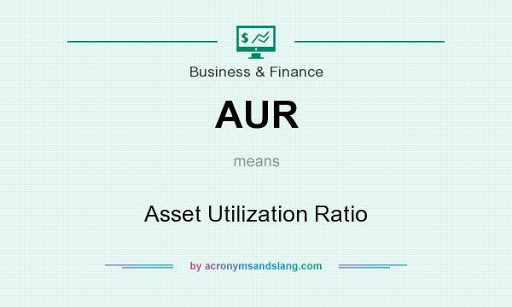 $
Business & Finance
AUR
means
Asset Utilization Ratio
by acronymsandslang.com